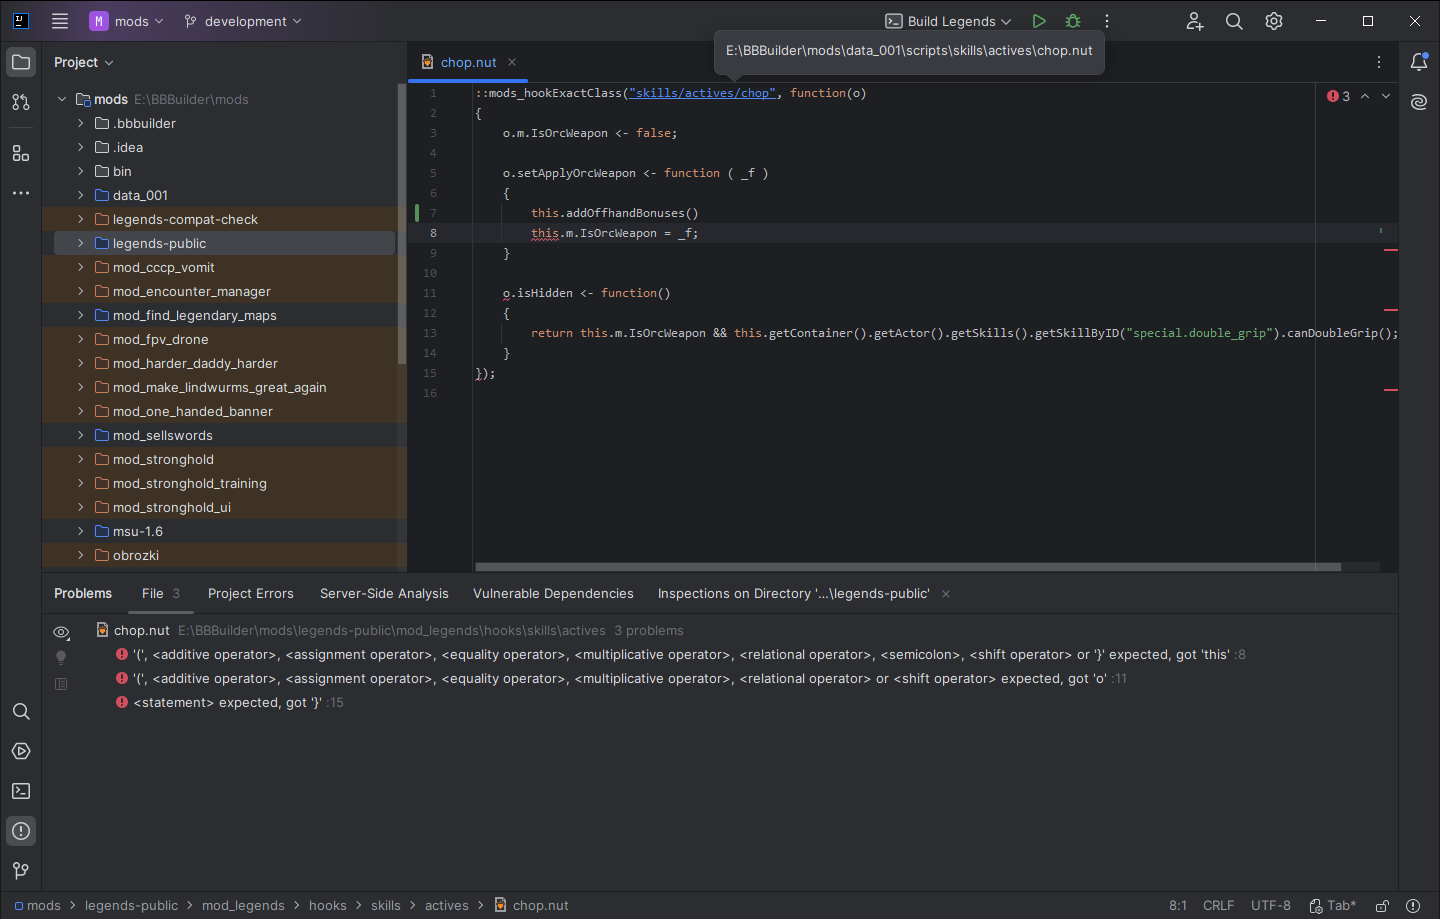 M mods development Build Legends
E:\BBBuilder\mods\data_001\scripts\skills\actives\chop.nut
Project
chop.nut
mods E:\BBBuilder\mods
.bbbuilder
.idea
bin
data_001
legends-compat-check
legends-public
mod_cccp_vomit
mod_encounter_manager
mod_find_legendary_maps
mod_fpv_drone
mod_harder_daddy_harder
mod_make_lindwurms_great_again
mod_one_handed_banner
mod_sellswords
mod_stronghold
mod_stronghold_training
mod_stronghold_ui
msu-1.6
obrozki
1 ::mods_hookExactClass("skills/actives/chop", function(o)
3
2 {
3 o.m.IsOrcWeapon <- false;
4
5 o.setApplyOrcWeapon <- function ( _f )
6 {
7 this.addOffhandBonuses()
8 this.m.IsOrcWeapon = _f;
9 }
10
11 o.isHidden <- function()
12 {
13 return this.m.IsOrcWeapon && this.getContainer().getActor().getSkills().getSkillByID("special.double_grip").canDoubleGrip();
14 }
15 });
16
Problems File 3 Project Errors Server-Side Analysis Vulnerable Dependencies Inspections on Directory '...\legends-public'
chop.nut E:\BBBuilder\mods\legends-public\mod_legends\hooks\skills\actives 3 problems
'(', <additive operator>, <assignment operator>, <equality operator>, <multiplicative operator>, <relational operator>, <semicolon>, <shift operator> or '}' expected, got 'this' :8
'(', <additive operator>, <assignment operator>, <equality operator>, <multiplicative operator>, <relational operator> or <shift operator> expected, got 'o' :11
<statement> expected, got '}' :15
mods > legends-public > mod_legends > hooks > skills > actives > chop.nut 8:1 CRLF UTF-8 Tab*